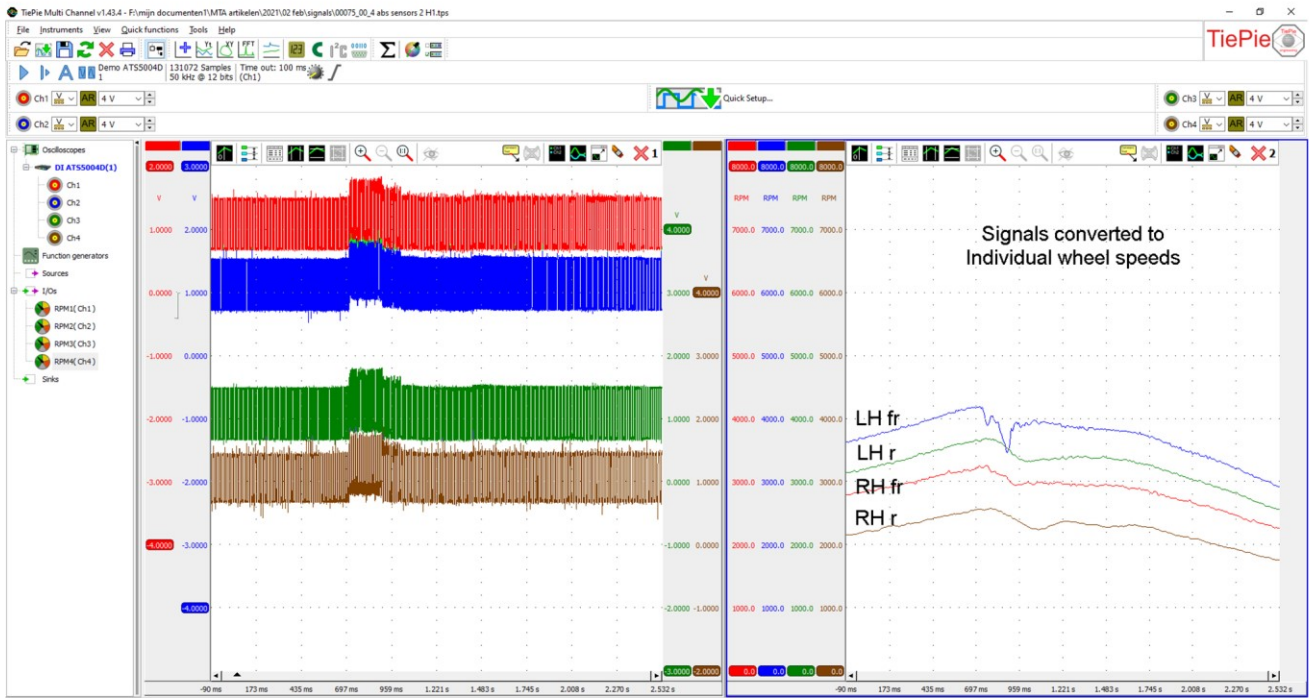 TiePie Multi Channel v1.43.4 - F:\mijn documenten1\MTA artikelen\2021\02 feb\signals\00075_00_4 abs sensors 2 H1.tps
File Instruments View Quick functions Tools Help
TiePie
Demo ATS5004D 131072 Samples Time out: 100 ms
1 50 kHz @ 12 bits (Ch1)
Ch1 AR 4 V Quick Setup... Ch3 AR 4 V
Ch2 AR 4 V Ch4 AR 4 V
Oscilloscopes
DI ATS5004D(1)
Ch1
Ch2
Ch3
Ch4
Function generators
Sources
I/Os
RPM1( Ch1 )
RPM2( Ch2 )
RPM3( Ch3 )
RPM4( Ch4 )
Sinks
1
2.0000 3.0000
V V V
1.0000 2.0000 4.0000
V
0.0000 1.0000 3.0000 4.0000
-1.0000 0.0000 2.0000 3.0000
-2.0000 -1.0000 1.0000 2.0000
-3.0000 -2.0000 0.0000 1.0000
-4.0000 -3.0000 -1.0000 0.0000
-4.0000 -2.0000 -1.0000
-3.0000 -2.0000
-90 ms 173 ms 435 ms 697 ms 959 ms 1.221 s 1.483 s 1.745 s 2.008 s 2.270 s 2.532 s
2
8000.0 8000.0 8000.0 8000.0
RPM RPM RPM RPM
7000.0 7000.0 7000.0 7000.0
6000.0 6000.0 6000.0 6000.0
5000.0 5000.0 5000.0 5000.0
4000.0 4000.0 4000.0 4000.0
3000.0 3000.0 3000.0 3000.0
2000.0 2000.0 2000.0 2000.0
1000.0 1000.0 1000.0 1000.0
0.0 0.0 0.0 0.0
Signals converted to
Individual wheel speeds
LH fr
LH r
RH fr
RH r
-90 ms 173 ms 435 ms 697 ms 959 ms 1.221 s 1.483 s 1.745 s 2.008 s 2.270 s 2.532 s